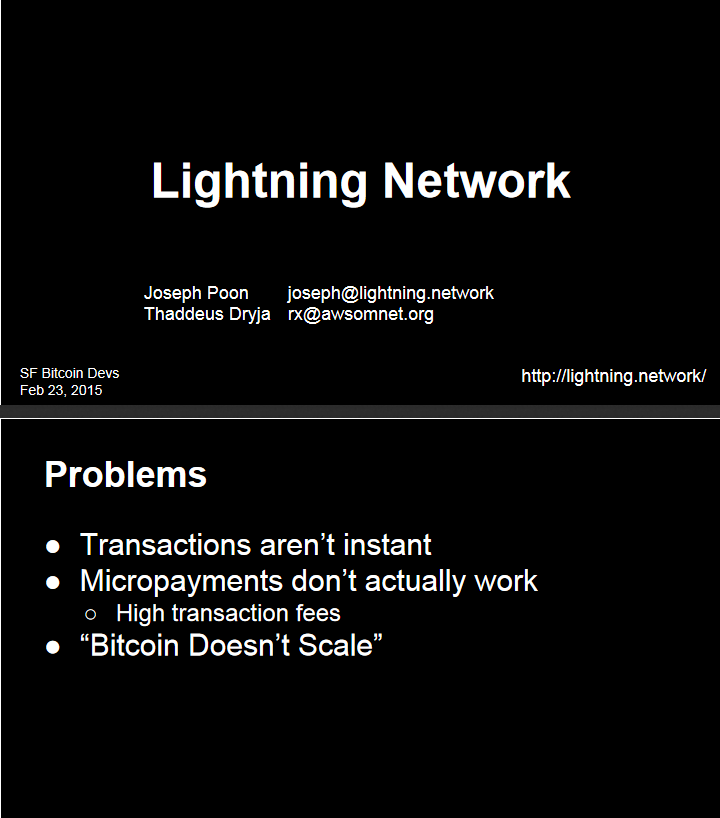 Lightning Network
Joseph Poon joseph@lightning.network
Thaddeus Dryja rx@awsomnet.org
SF Bitcoin Devs
Feb 23, 2015
http://lightning.network/
Problems
● Transactions aren’t instant
● Micropayments don’t actually work
○ High transaction fees
● “Bitcoin Doesn’t Scale”